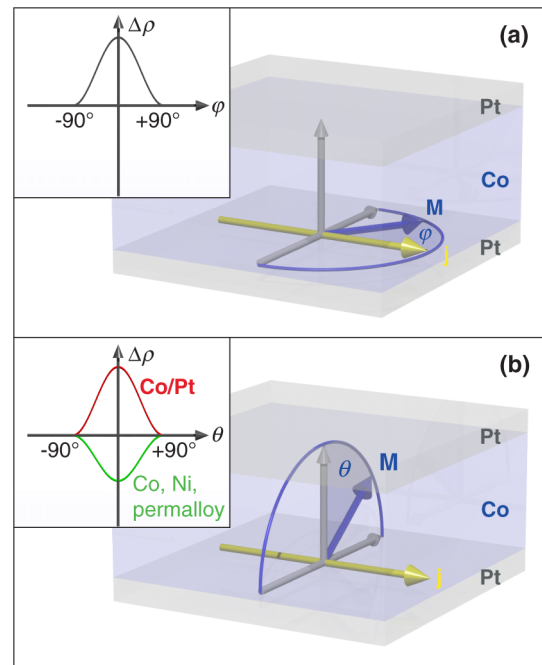 Δρ
(a)
-90°
+90°
φ
Pt
Co
M
φ
j
Pt
Δρ
(b)
Co/Pt
-90°
+90°
θ
Co, Ni,
permalloy
Pt
θ
M
Co
j
Pt